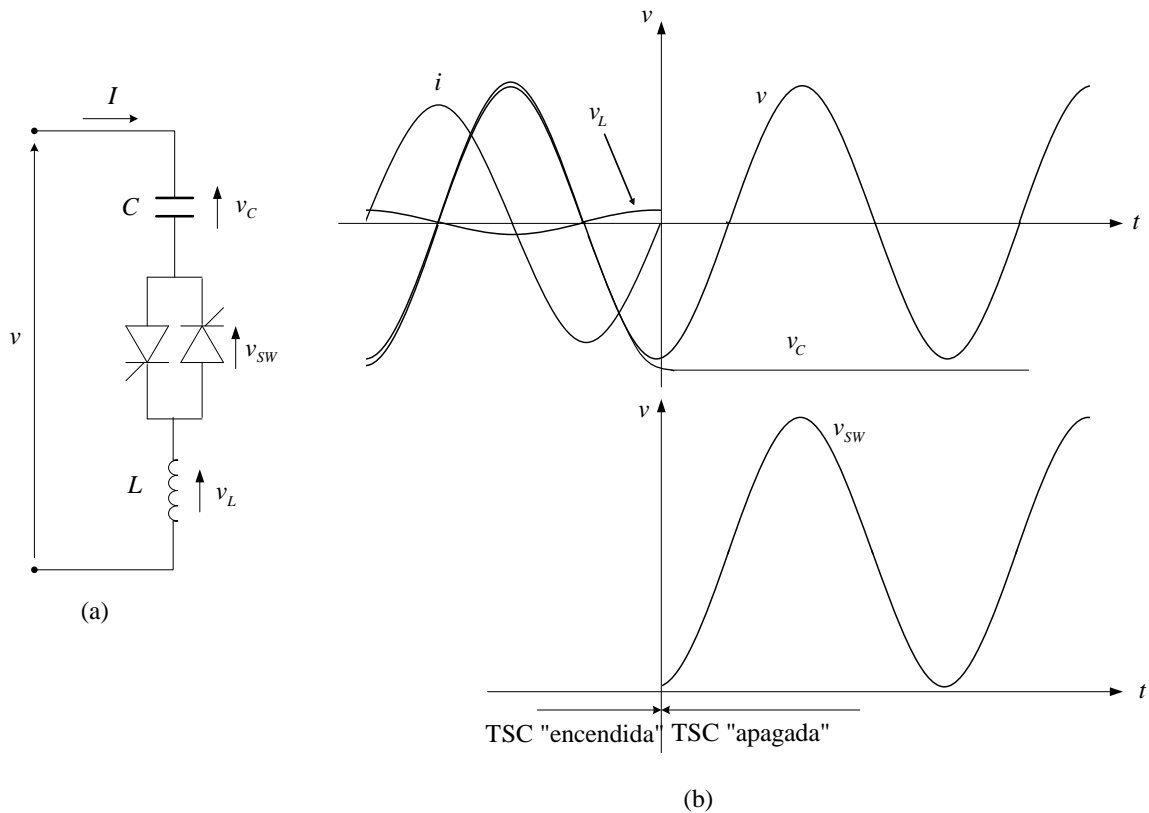 I
C
v_C
v
v_SW
L
v_L
(a)
v
i
v_L
v
t
v_C
v
v_SW
t
TSC "encendida"
TSC "apagada"
(b)